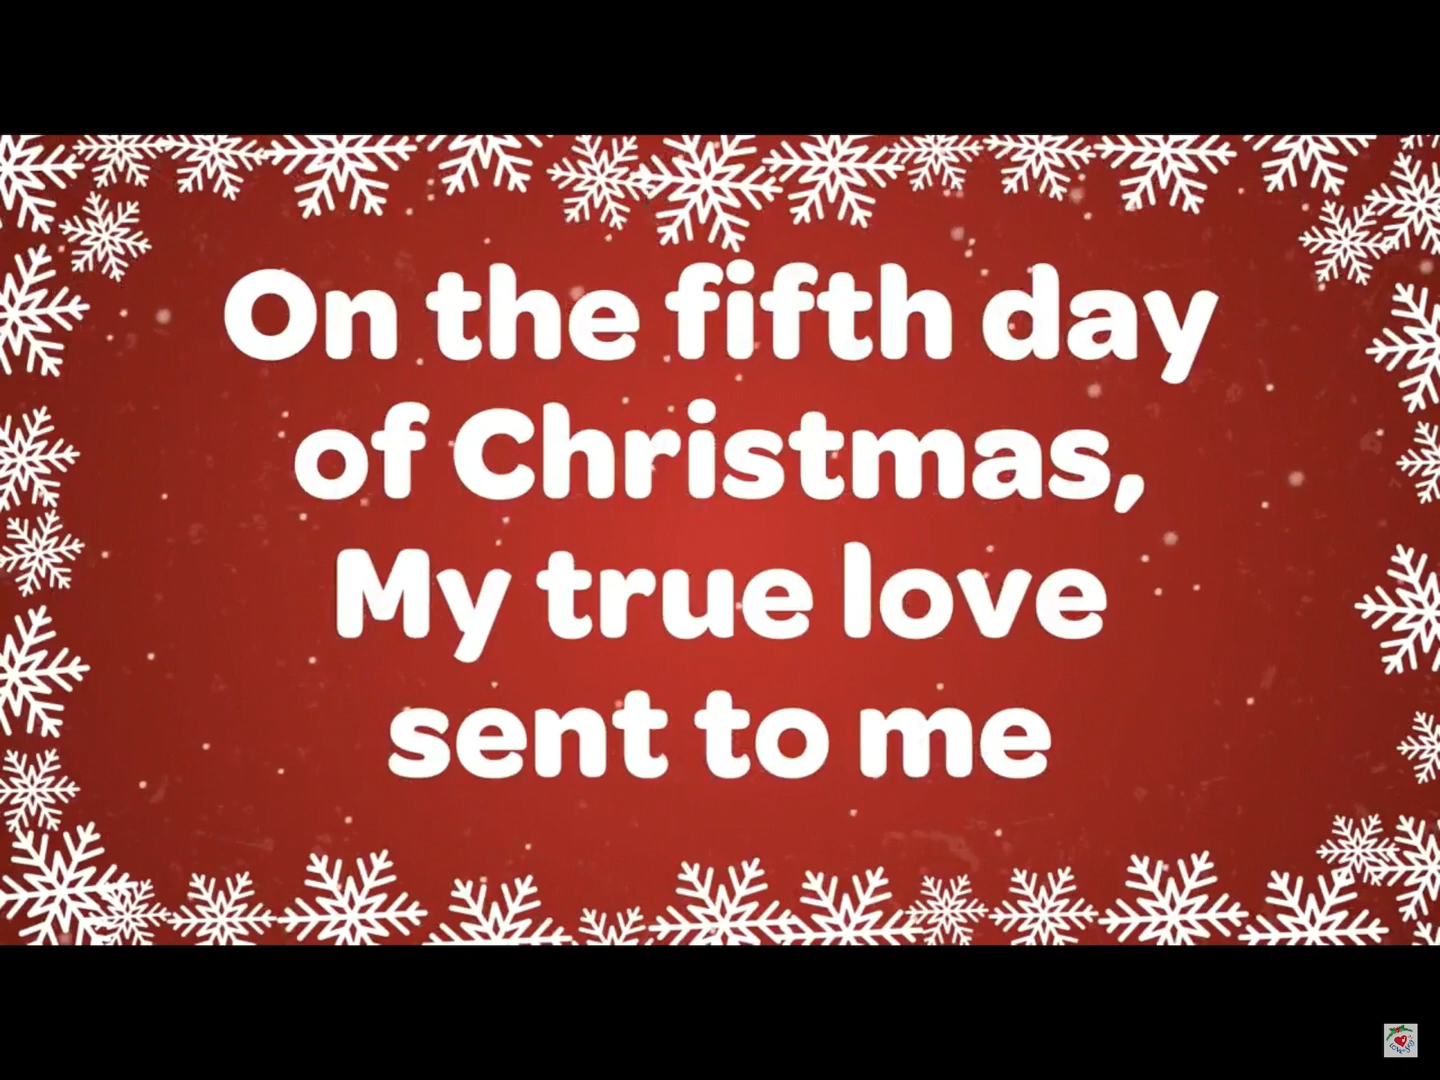 On the fifth day
of Christmas,
My true love
sent to me